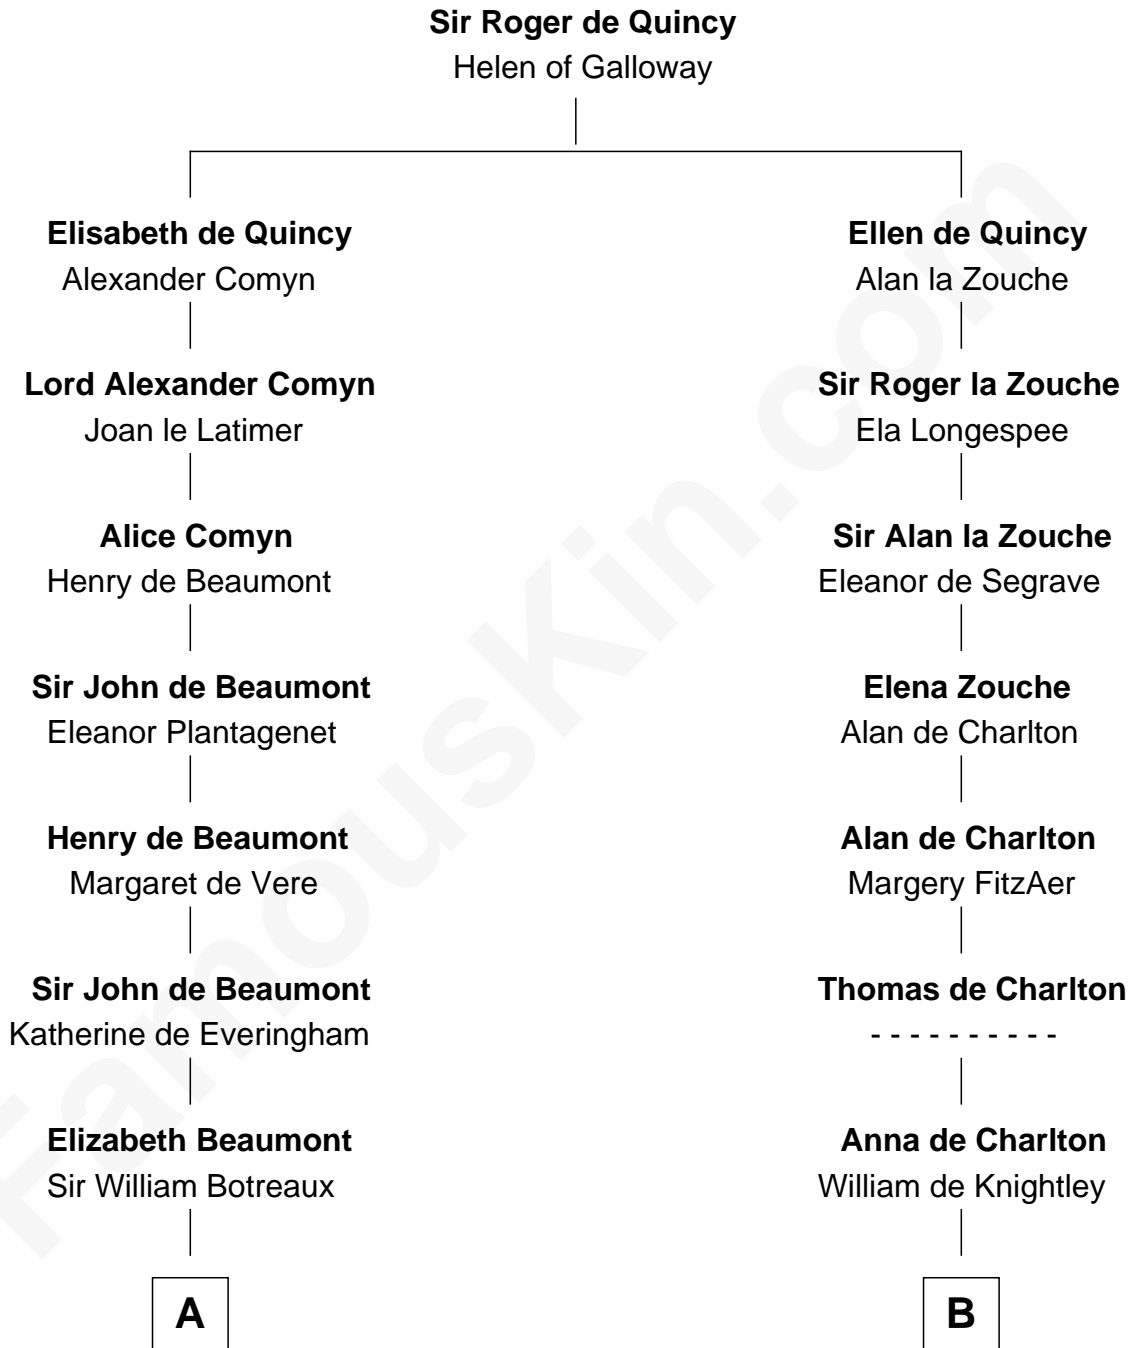 Sir Roger de Quincy
Helen of Galloway
Elisabeth de Quincy
Alexander Comyn
Ellen de Quincy
Alan la Zouche
Lord Alexander Comyn
Joan le Latimer
Sir Roger la Zouche
Ela Longespee
Alice Comyn
Henry de Beaumont
Sir Alan la Zouche
Eleanor de Segrave
Sir John de Beaumont
Eleanor Plantagenet
Elena Zouche
Alan de Charlton
Henry de Beaumont
Margaret de Vere
Alan de Charlton
Margery FitzAer
Sir John de Beaumont
Katherine de Everingham
Thomas de Charlton
- - - - - - - - - -
Elizabeth Beaumont
Sir William Botreaux
Anna de Charlton
William de Knightley
A
B
FamousKin.com